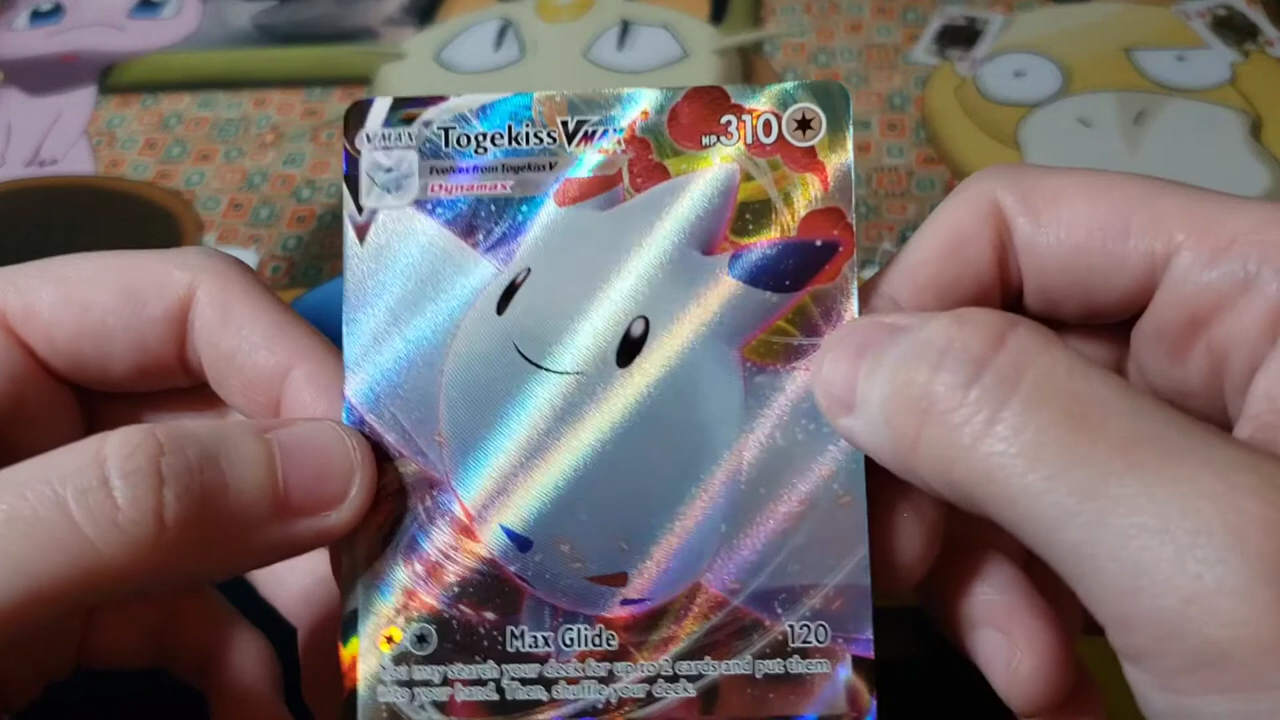 VMAX
Togekiss VMAX
HP 310
Evolves from Togekiss V
Dynamax
Max Glide 120
You may search your deck for up to 2 cards and put them
into your hand. Then, shuffle your deck.